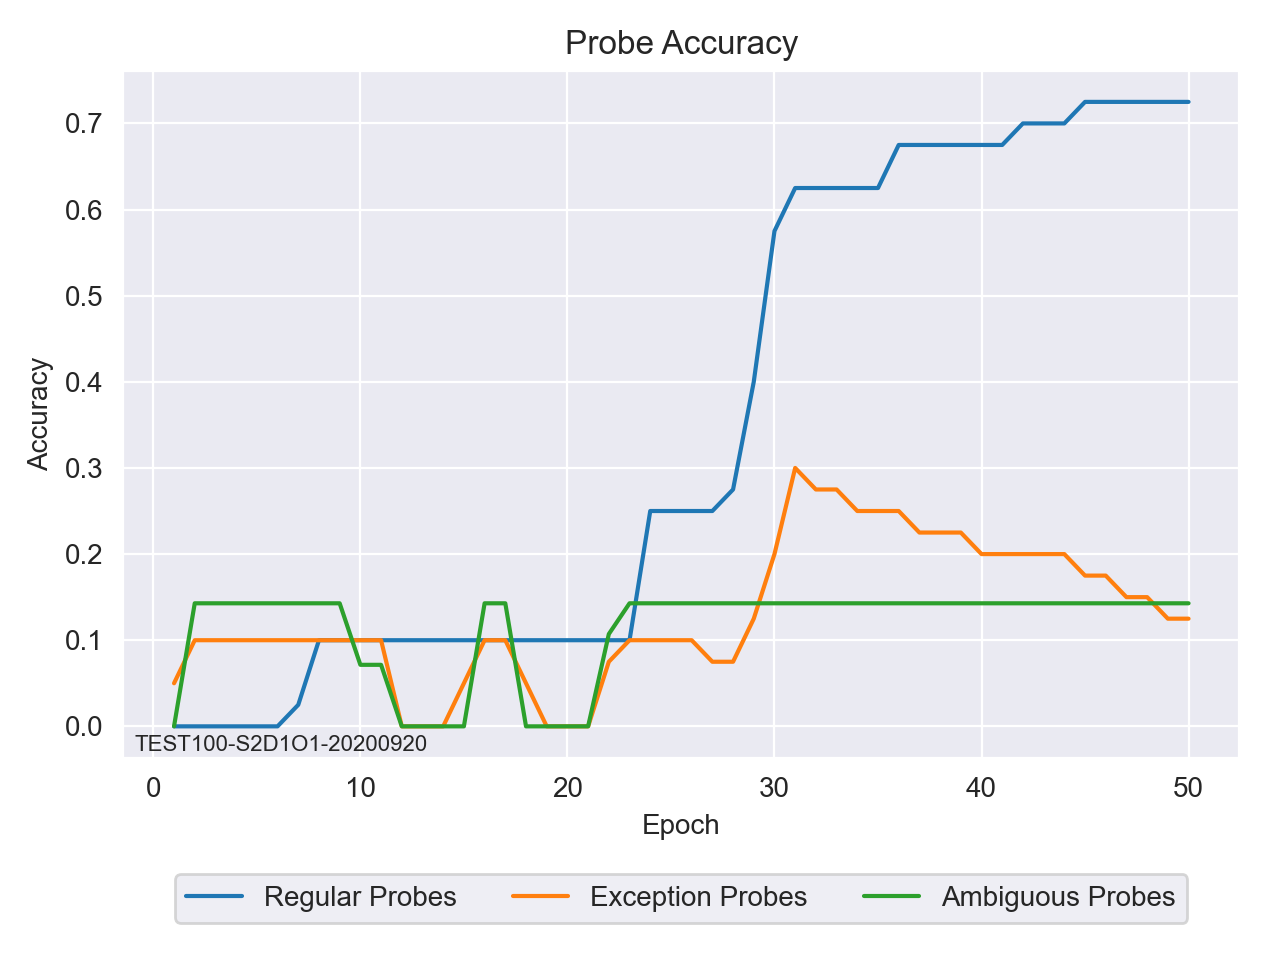 Probe Accuracy
Accuracy
0.7
0.6
0.5
0.4
0.3
0.2
0.1
0.0
TEST100-S2D1O1-20200920
0 10 20 30 40 50
Epoch
Regular Probes Exception Probes Ambiguous Probes